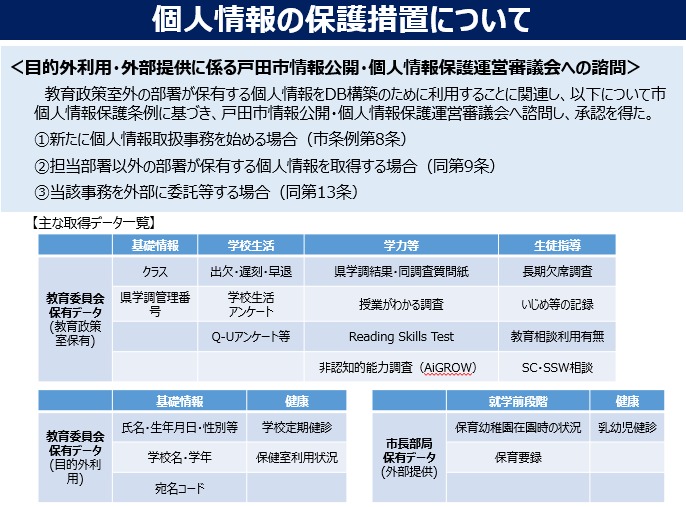 個人情報の保護措置について
＜目的外利用・外部提供に係る戸田市情報公開・個人情報保護運営審議会への諮問＞
教育政策室外の部署が保有する個人情報をDB構築のために利用することに関連し、以下について市
個人情報保護条例に基づき、戸田市情報公開・個人情報保護運営審議会へ諮問し、承認を得た。
①新たに個人情報取扱事務を始める場合（市条例第8条）
②担当部署以外の部署が保有する個人情報を取得する場合（同第9条）
③当該事務を外部に委託等する場合（同第13条）
【主な取得データ一覧】
基礎情報 学校生活 学力等 生徒指導
教育委員会
保有データ
(教育政策
室保有)
クラス 出欠・遅刻・早退 県学調結果・同調査質問紙 長期欠席調査
県学調管理番
号
学校生活
アンケート
授業がわかる調査 いじめ等の記録
Q-Uアンケート等 Reading Skills Test 教育相談利用有無
非認知的能力調査（AiGROW） SC・SSW相談
基礎情報 健康
教育委員会
保有データ
(目的外利
用)
氏名・生年月日・性別等 学校定期健診
学校名・学年 保健室利用状況
宛名コード
就学前段階 健康
市長部局
保有データ
(外部提供)
保育幼稚園在園時の状況 乳幼児健診
保育要録